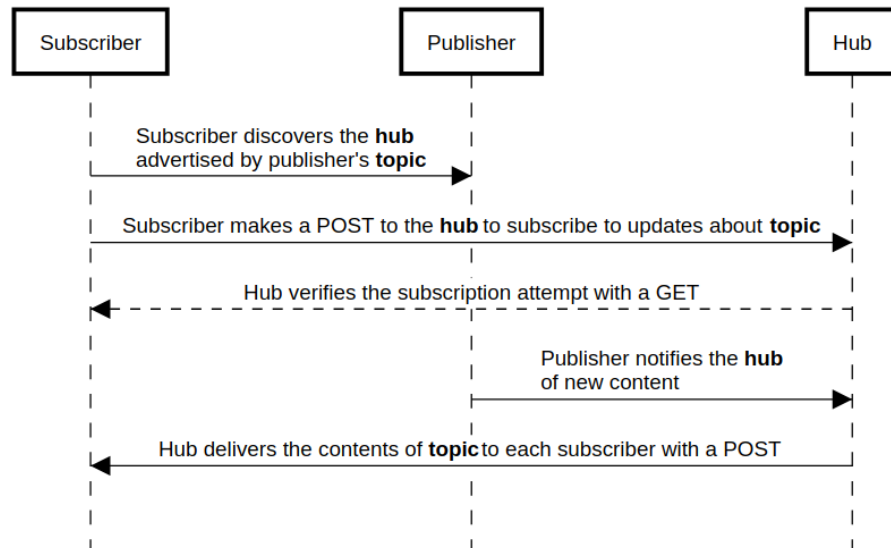 Subscriber
Publisher
Hub
Subscriber discovers the hub
advertised by publisher's topic
Subscriber makes a POST to the hub to subscribe to updates about topic
Hub verifies the subscription attempt with a GET
Publisher notifies the hub
of new content
Hub delivers the contents of topic to each subscriber with a POST